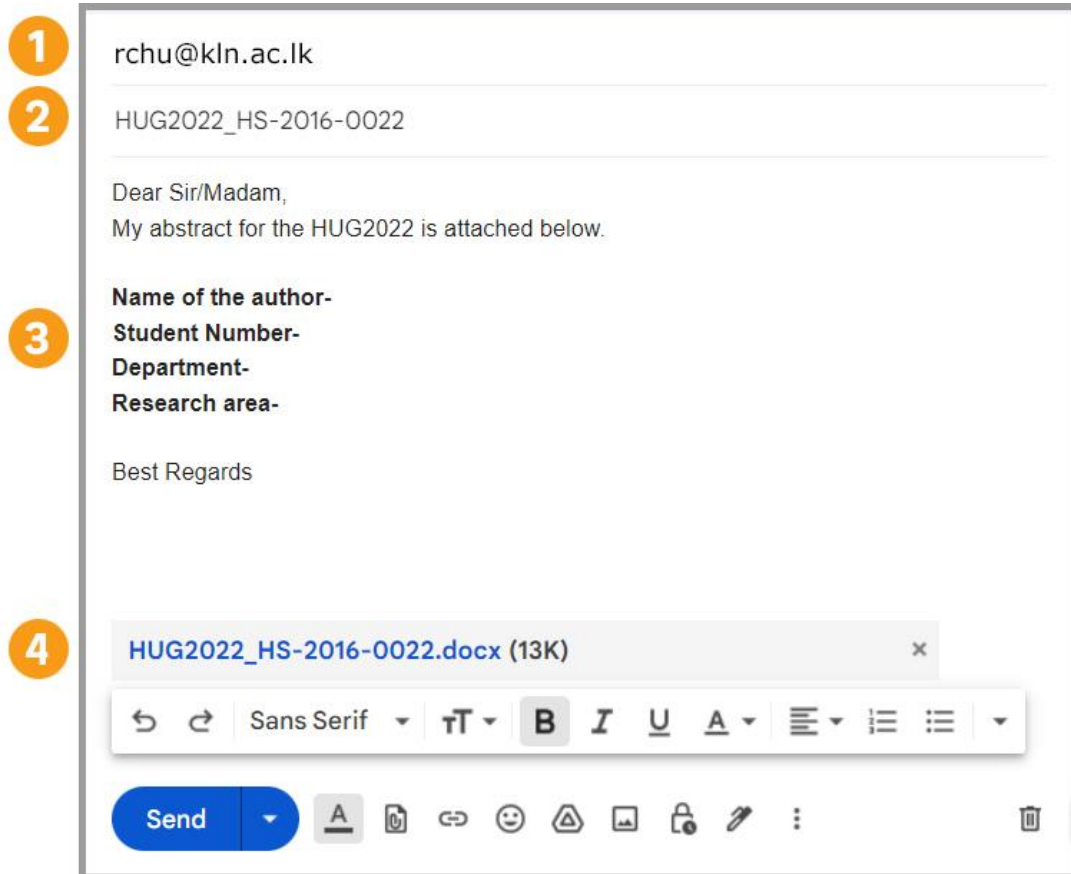 1
rchu@kln.ac.lk
2
HUG2022_HS-2016-0022
Dear Sir/Madam,
My abstract for the HUG2022 is attached below.
Name of the author-
3
Student Number-
Department-
Research area-
Best Regards
4
HUG2022_HS-2016-0022.docx (13K)
Sans Serif TT B I U A
Send A